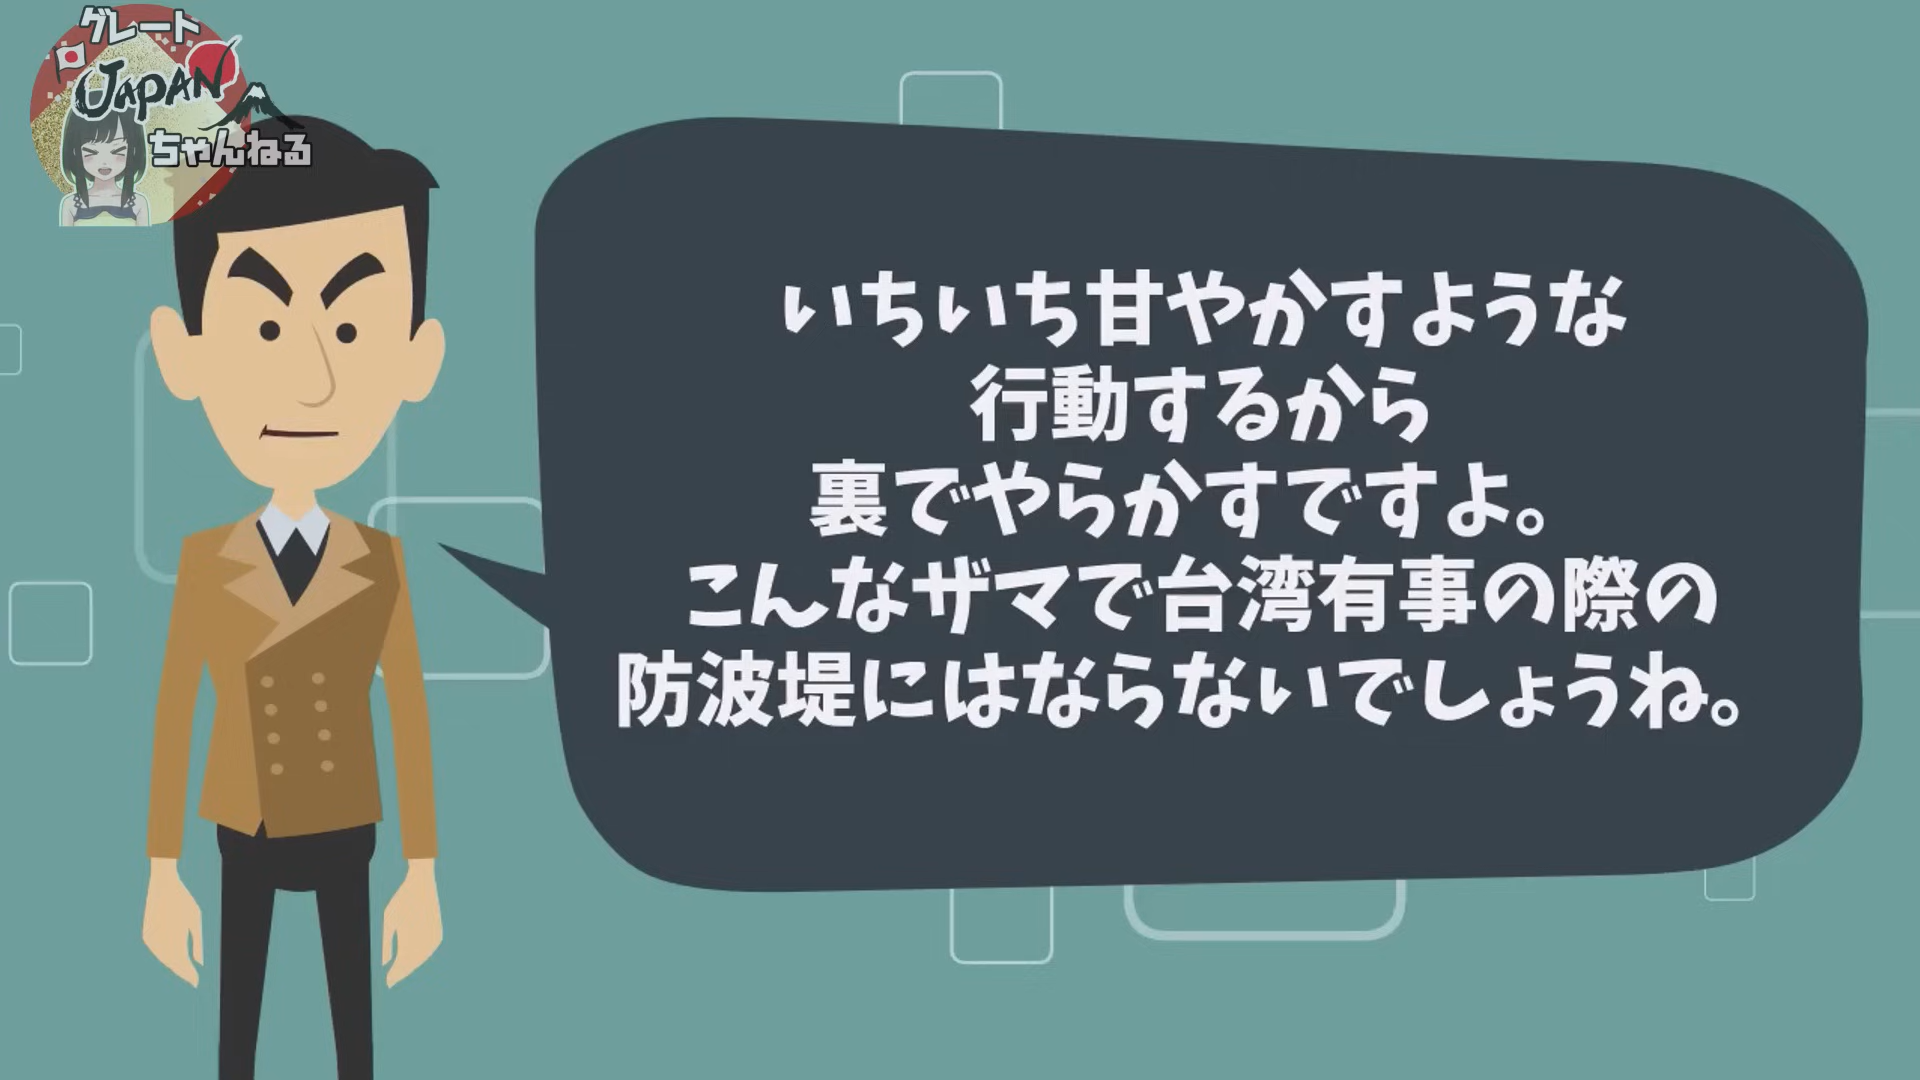 グレート
JAPAN
ちゃんねる
いちいち甘やかすような
行動するから
裏でやらかすですよ。
こんなザマで台湾有事の際の
防波堤にはならないでしょうね。